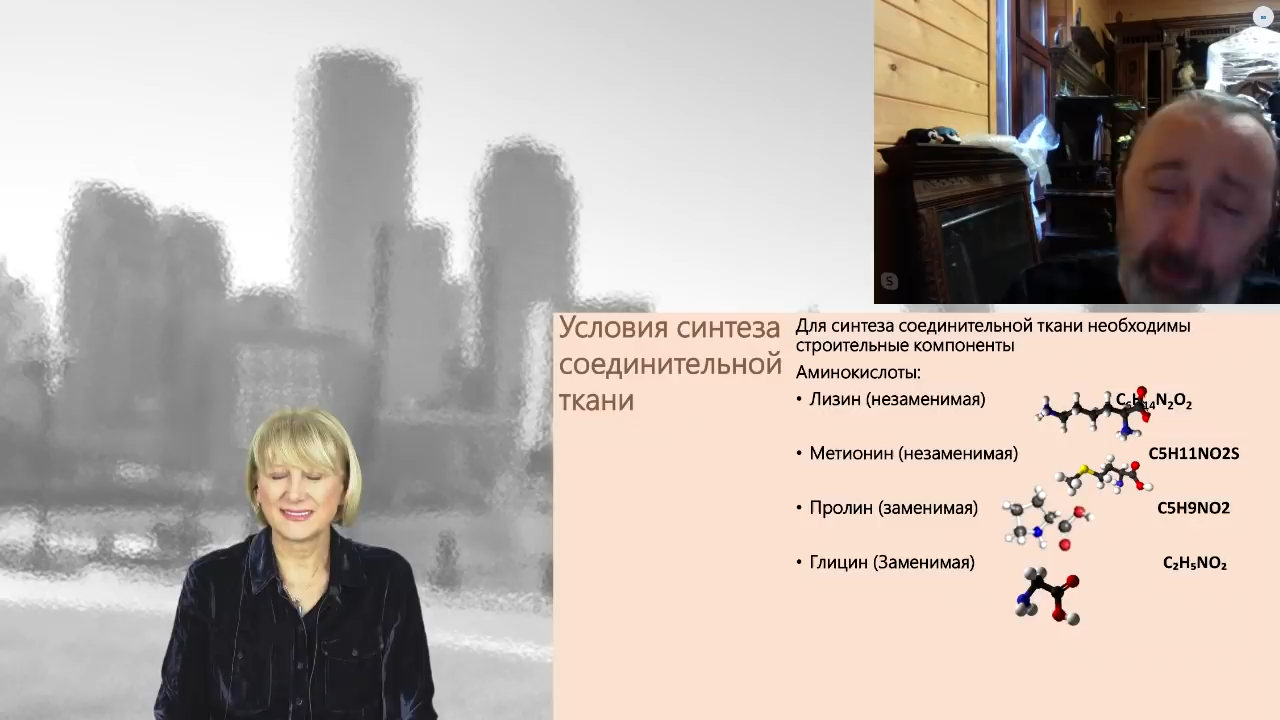 Условия синтеза
соединительной
ткани
Для синтеза соединительной ткани необходимы
строительные компоненты
Аминокислоты:
• Лизин (незаменимая) C₆H₁₄N₂O₂
• Метионин (незаменимая) C5H11NO2S
• Пролин (заменимая) C5H9NO2
• Глицин (Заменимая) C₂H₅NO₂